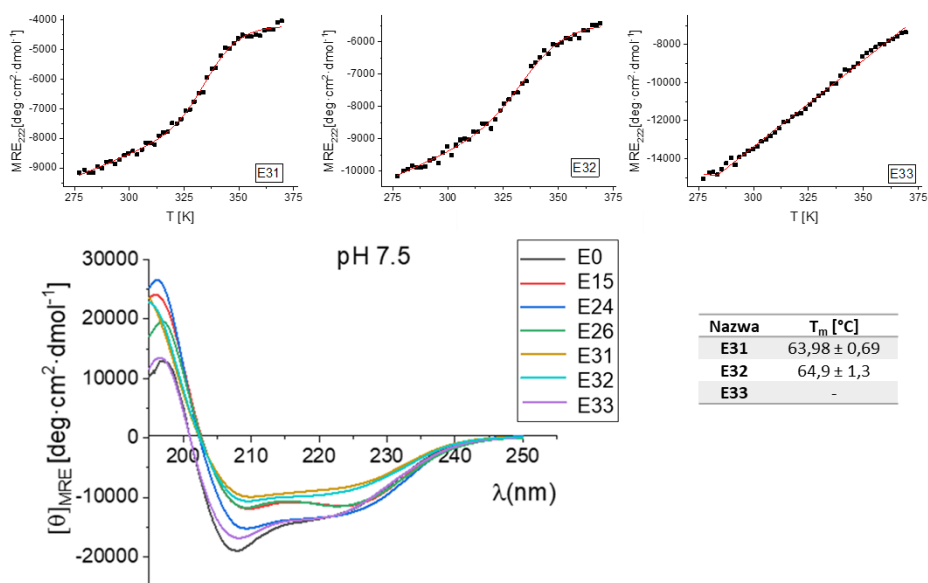 -4000
-5000
-6000
-7000
-8000
-9000
MRE222[deg·cm²·dmol⁻¹]
275 300 325 350 375
T [K]
E31
-6000
-7000
-8000
-9000
-10000
MRE222[deg·cm²·dmol⁻¹]
275 300 325 350 375
T [K]
E32
-8000
-10000
-12000
-14000
MRE222[deg·cm²·dmol⁻¹]
275 300 325 350 375
T [K]
E33
pH 7.5
30000
20000
10000
0
-10000
-20000
[θ]MRE [deg·cm²·dmol⁻¹]
200 210 220 230 240 250
λ(nm)
E0
E15
E24
E26
E31
E32
E33
Nazwa Tm [°C]
E31 63,98 ± 0,69
E32 64,9 ± 1,3
E33 -